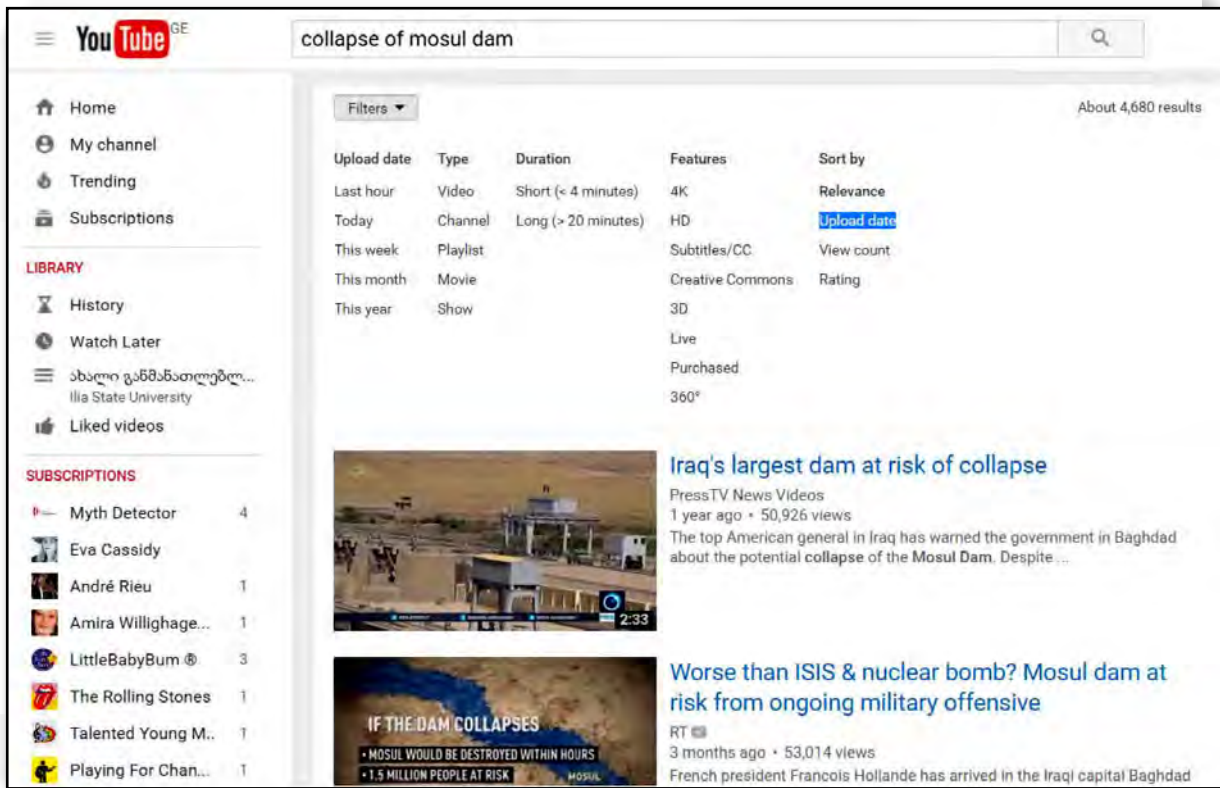 YouTube GE
collapse of mosul dam
Home
My channel
Trending
Subscriptions
LIBRARY
History
Watch Later
ახალი განმანათლებლ...
Ilia State University
Liked videos
SUBSCRIPTIONS
Myth Detector 4
Eva Cassidy
André Rieu 1
Amira Willighage... 1
LittleBabyBum ® 3
The Rolling Stones 1
Talented Young M.. 1
Playing For Chan... 1
Filters
About 4,680 results
Upload date Type Duration Features Sort by
Last hour Video Short (< 4 minutes) 4K Relevance
Today Channel Long (> 20 minutes) HD Upload date
This week Playlist Subtitles/CC View count
This month Movie Creative Commons Rating
This year Show 3D
Live
Purchased
360°
2:33
Iraq's largest dam at risk of collapse
PressTV News Videos
1 year ago • 50,926 views
The top American general in Iraq has warned the government in Baghdad
about the potential collapse of the Mosul Dam. Despite ...
IF THE DAM COLLAPSES
• MOSUL WOULD BE DESTROYED WITHIN HOURS
• 1.5 MILLION PEOPLE AT RISK
MOSUL
Worse than ISIS & nuclear bomb? Mosul dam at
risk from ongoing military offensive
RT
3 months ago • 53,014 views
French president Francois Hollande has arrived in the Iraqi capital Baghdad